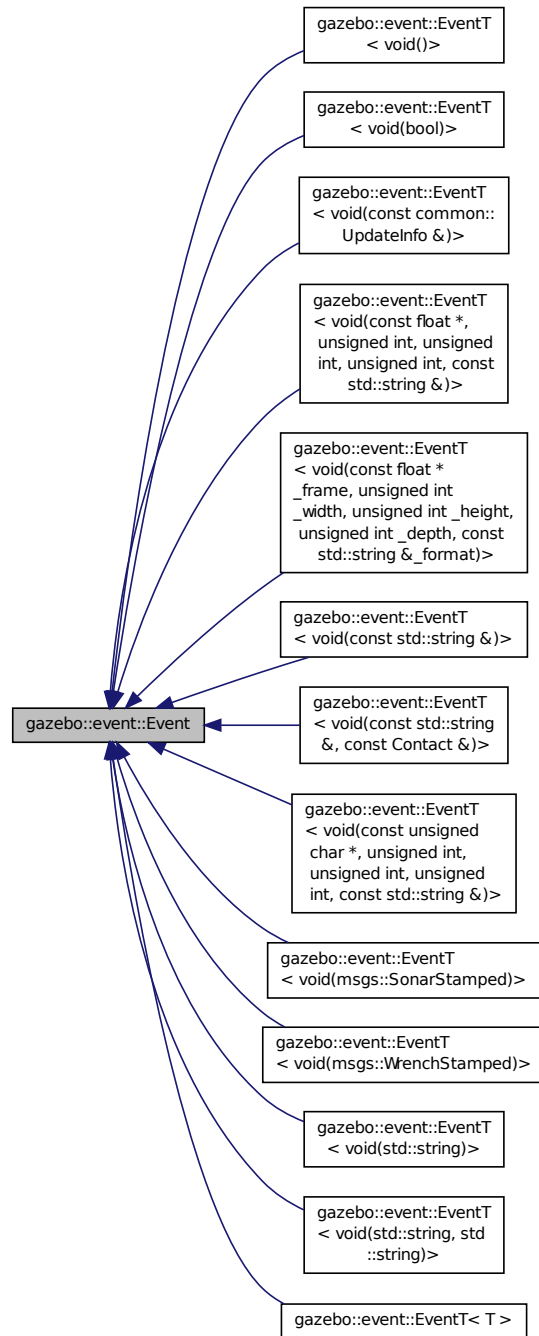 gazebo::event::EventT
< void()>
gazebo::event::EventT
< void(bool)>
gazebo::event::EventT
< void(const common::
UpdateInfo &)>
gazebo::event::EventT
< void(const float *,
unsigned int, unsigned
int, unsigned int, const
std::string &)>
gazebo::event::EventT
< void(const float *
_frame, unsigned int
_width, unsigned int _height,
unsigned int _depth, const
std::string &_format)>
gazebo::event::EventT
< void(const std::string &)>
gazebo::event::Event
gazebo::event::EventT
< void(const std::string
&, const Contact &)>
gazebo::event::EventT
< void(const unsigned
char *, unsigned int,
unsigned int, unsigned
int, const std::string &)>
gazebo::event::EventT
< void(msgs::SonarStamped)>
gazebo::event::EventT
< void(msgs::WrenchStamped)>
gazebo::event::EventT
< void(std::string)>
gazebo::event::EventT
< void(std::string, std
::string)>
gazebo::event::EventT< T >